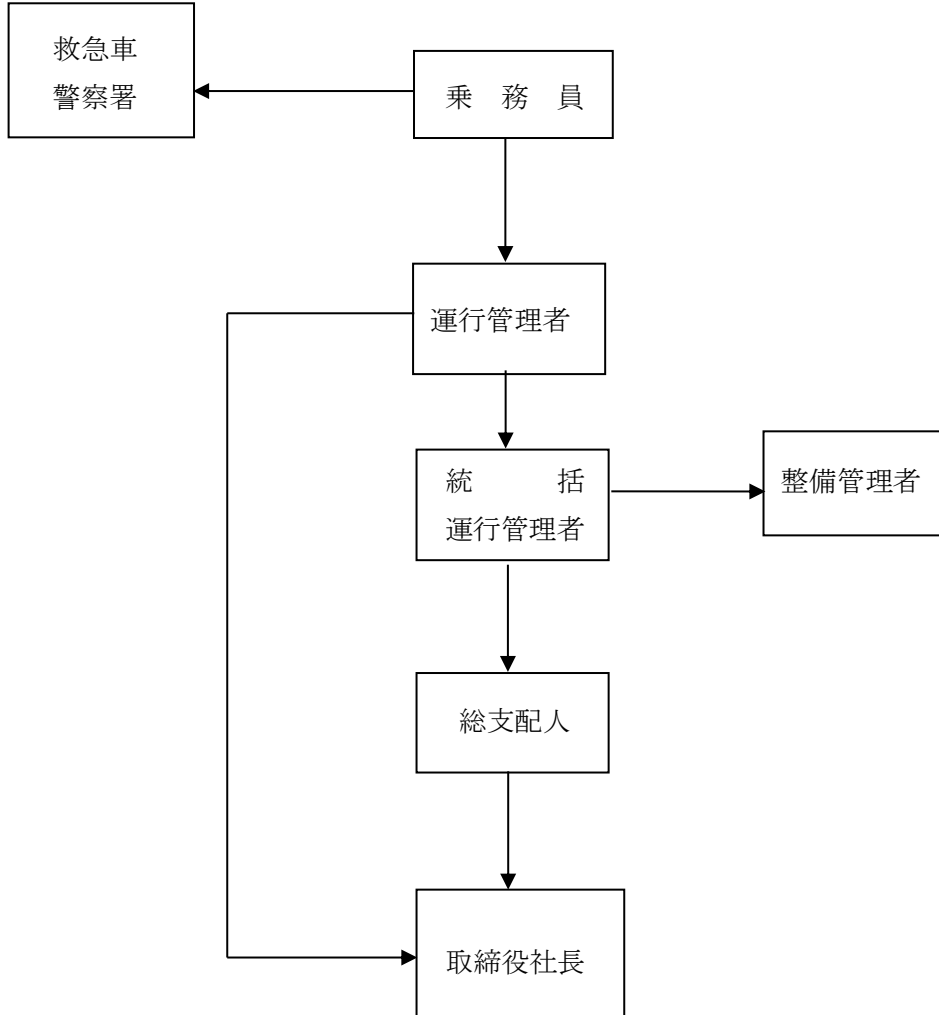 救急車
警察署
乗　務　員
運行管理者
統　　　括
運行管理者
整備管理者
総支配人
取締役社長